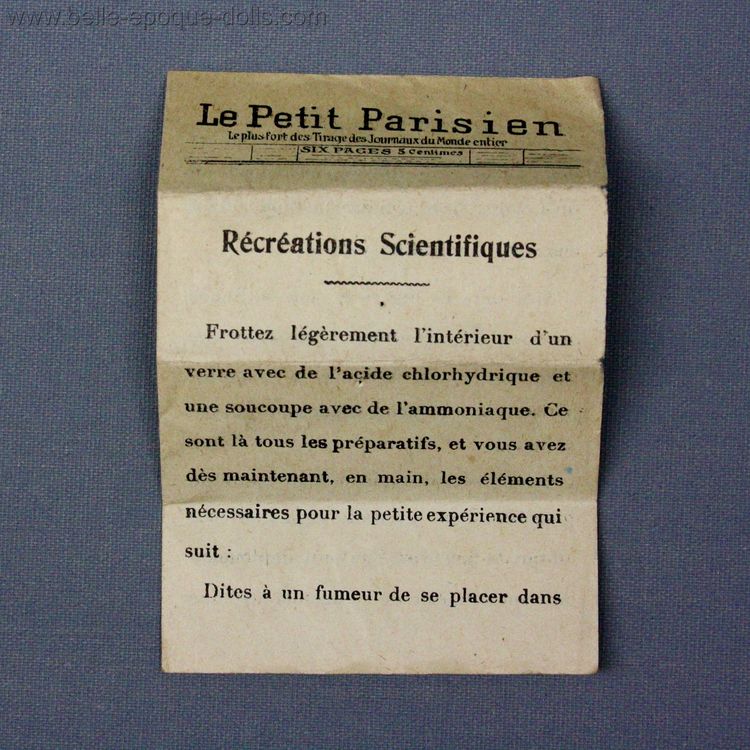 www.belle-epoque-dolls.com
Le Petit Parisien
Le plus fort des Tirage des Journaux du Monde entier
SIX PAGES 5 Centimes
Récréations Scientifiques
Frottez légèrement l'intérieur d'un
verre avec de l'açide chlorhydrique et
une soucoupe avec de l'ammoniaque. Ce
sont là tous les préparatifs, et vous avez
dès maintenant, en main, les éléments
nécessaires pour la petite expérience qui
suit :
Dites à un fumeur de se placer dans